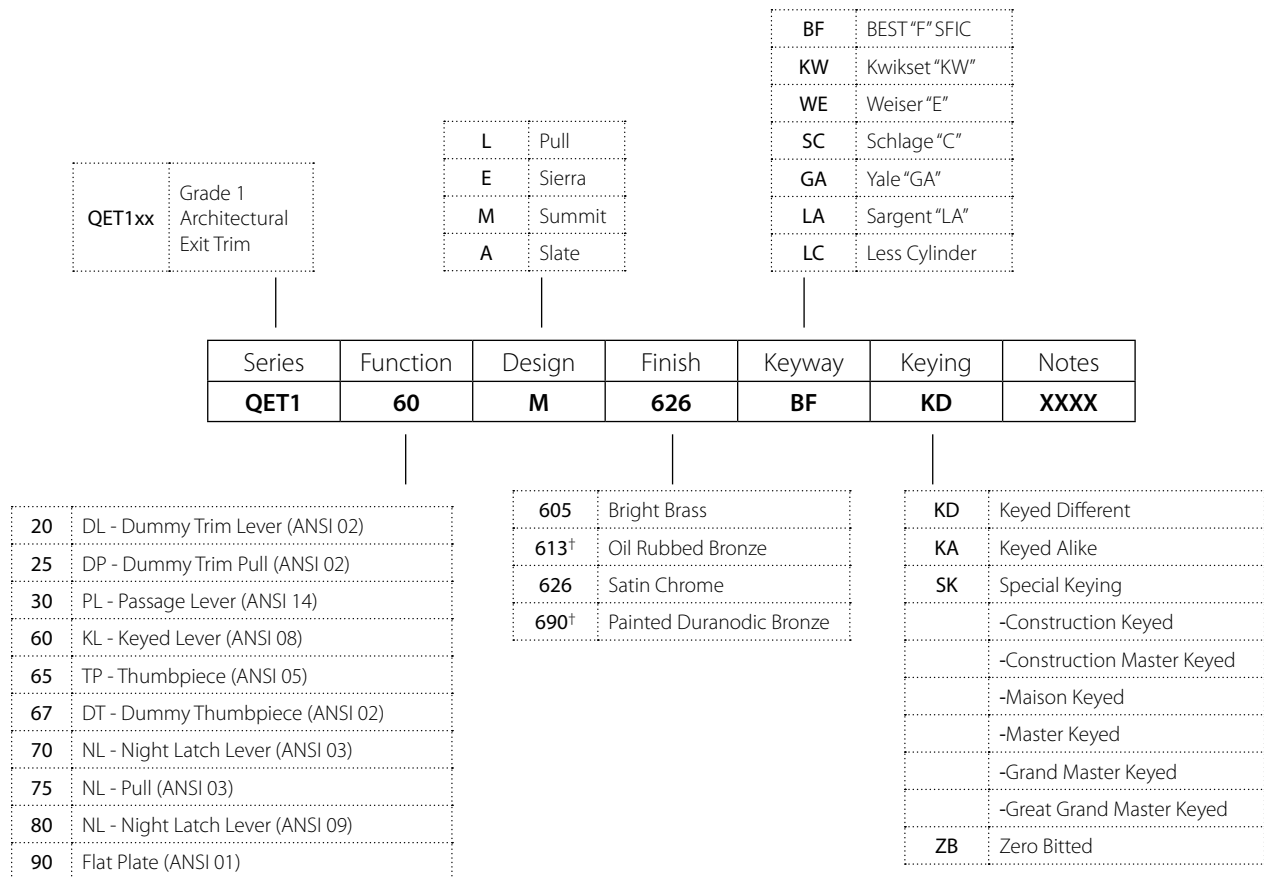 BF BEST “F” SFIC
KW Kwikset “KW”
WE Weiser “E”
SC Schlage “C”
GA Yale “GA”
LA Sargent “LA”
LC Less Cylinder
L Pull
E Sierra
M Summit
A Slate
QET1xx Grade 1
Architectural
Exit Trim
Series Function Design Finish Keyway Keying Notes
QET1 60 M 626 BF KD XXXX
20 DL - Dummy Trim Lever (ANSI 02)
25 DP - Dummy Trim Pull (ANSI 02)
30 PL - Passage Lever (ANSI 14)
60 KL - Keyed Lever (ANSI 08)
65 TP - Thumbpiece (ANSI 05)
67 DT - Dummy Thumbpiece (ANSI 02)
70 NL - Night Latch Lever (ANSI 03)
75 NL - Pull (ANSI 03)
80 NL - Night Latch Lever (ANSI 09)
90 Flat Plate (ANSI 01)
605 Bright Brass
613† Oil Rubbed Bronze
626 Satin Chrome
690† Painted Duranodic Bronze
KD Keyed Different
KA Keyed Alike
SK Special Keying
-Construction Keyed
-Construction Master Keyed
-Maison Keyed
-Master Keyed
-Grand Master Keyed
-Great Grand Master Keyed
ZB Zero Bitted